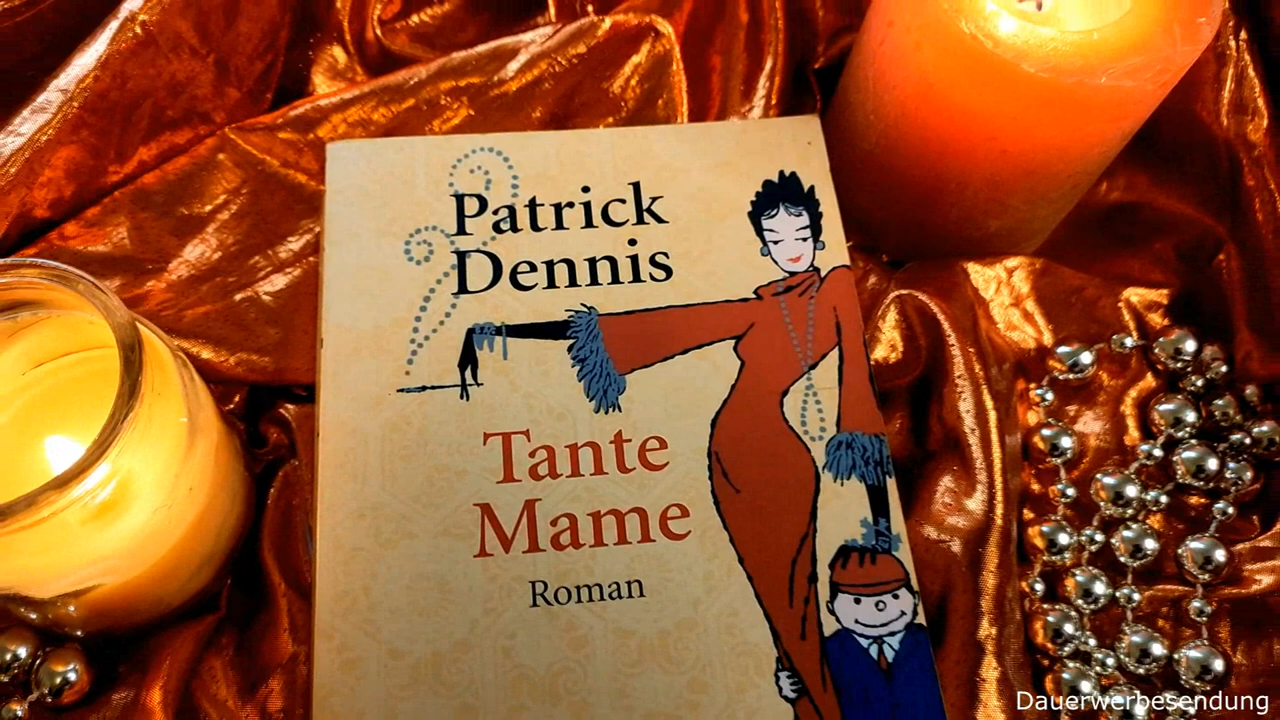 Patrick
Dennis
Tante
Mame
Roman
Dauerwerbesendung